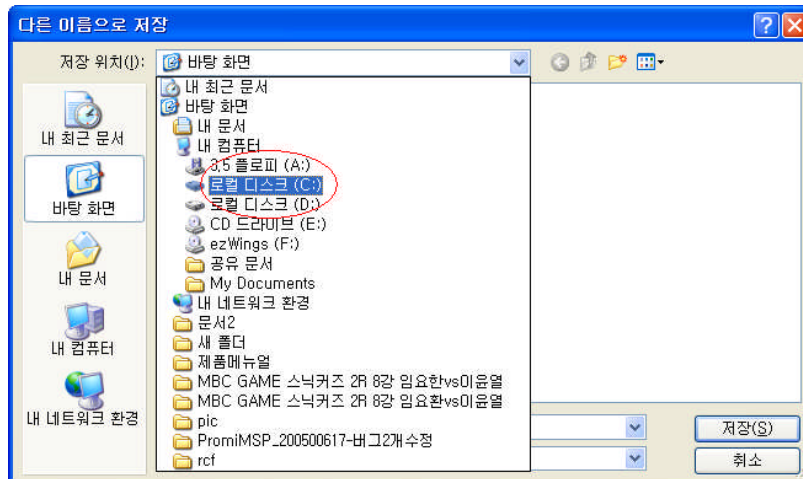 다른 이름으로 저장
저장 위치(I):
바탕 화면
내 최근 문서
바탕 화면
내 문서
내 컴퓨터
3,5 플로피 (A:)
로컬 디스크 (C:)
로컬 디스크 (D:)
CD 드라이브 (E:)
ezWings (F:)
공유 문서
My Documents
내 네트워크 환경
문서2
새 폴더
제품메뉴얼
MBC GAME 스닉커즈 2R 8강 임요한vs이윤열
MBC GAME 스닉커즈 2R 8강 임요환vs이윤열
pic
PromiMSP_200500617-버그2개수정
rcf
내 최근 문서
바탕 화면
내 문서
내 컴퓨터
내 네트워크 환경
저장(S)
취소